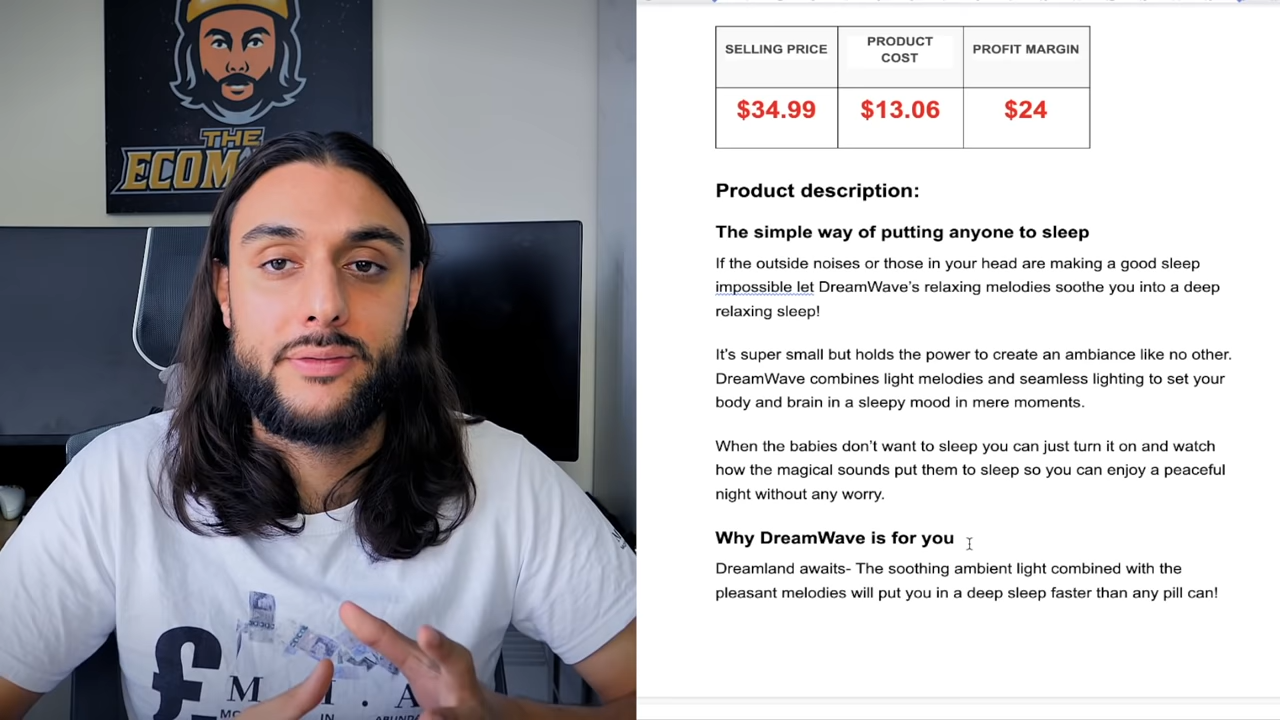 THE
ECOM
£
M . I . A
IN
SELLING PRICE
PRODUCT
COST
PROFIT MARGIN
$34.99
$13.06
$24
Product description:
The simple way of putting anyone to sleep
If the outside noises or those in your head are making a good sleep
impossible let DreamWave’s relaxing melodies soothe you into a deep
relaxing sleep!
It's super small but holds the power to create an ambiance like no other.
DreamWave combines light melodies and seamless lighting to set your
body and brain in a sleepy mood in mere moments.
When the babies don’t want to sleep you can just turn it on and watch
how the magical sounds put them to sleep so you can enjoy a peaceful
night without any worry.
Why DreamWave is for you
Dreamland awaits- The soothing ambient light combined with the
pleasant melodies will put you in a deep sleep faster than any pill can!